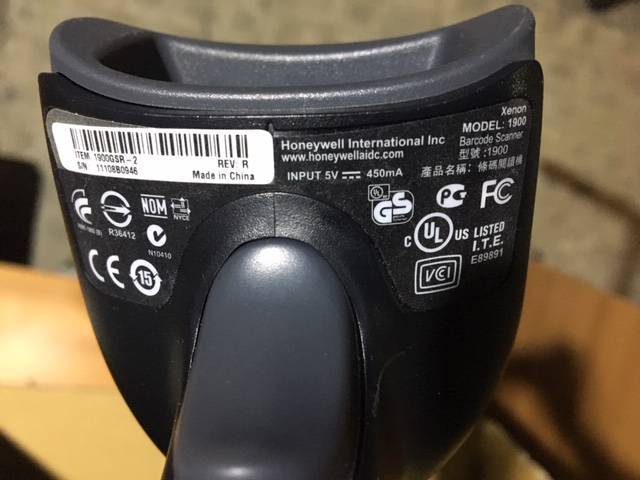 ITEM: 1900GSR-2
REV: R
S/N 11108B0946
Made in China
R36412
NOM
NYCE
N10410
CE
15
Honeywell International Inc
www.honeywellaidc.com
INPUT 5V 450mA
Xenon
MODEL: 1900
Barcode Scanner
型號 :1900
產品名稱: 條碼閱讀機
GS
FC
C UL US LISTED
I.T.E.
E89891
VCI